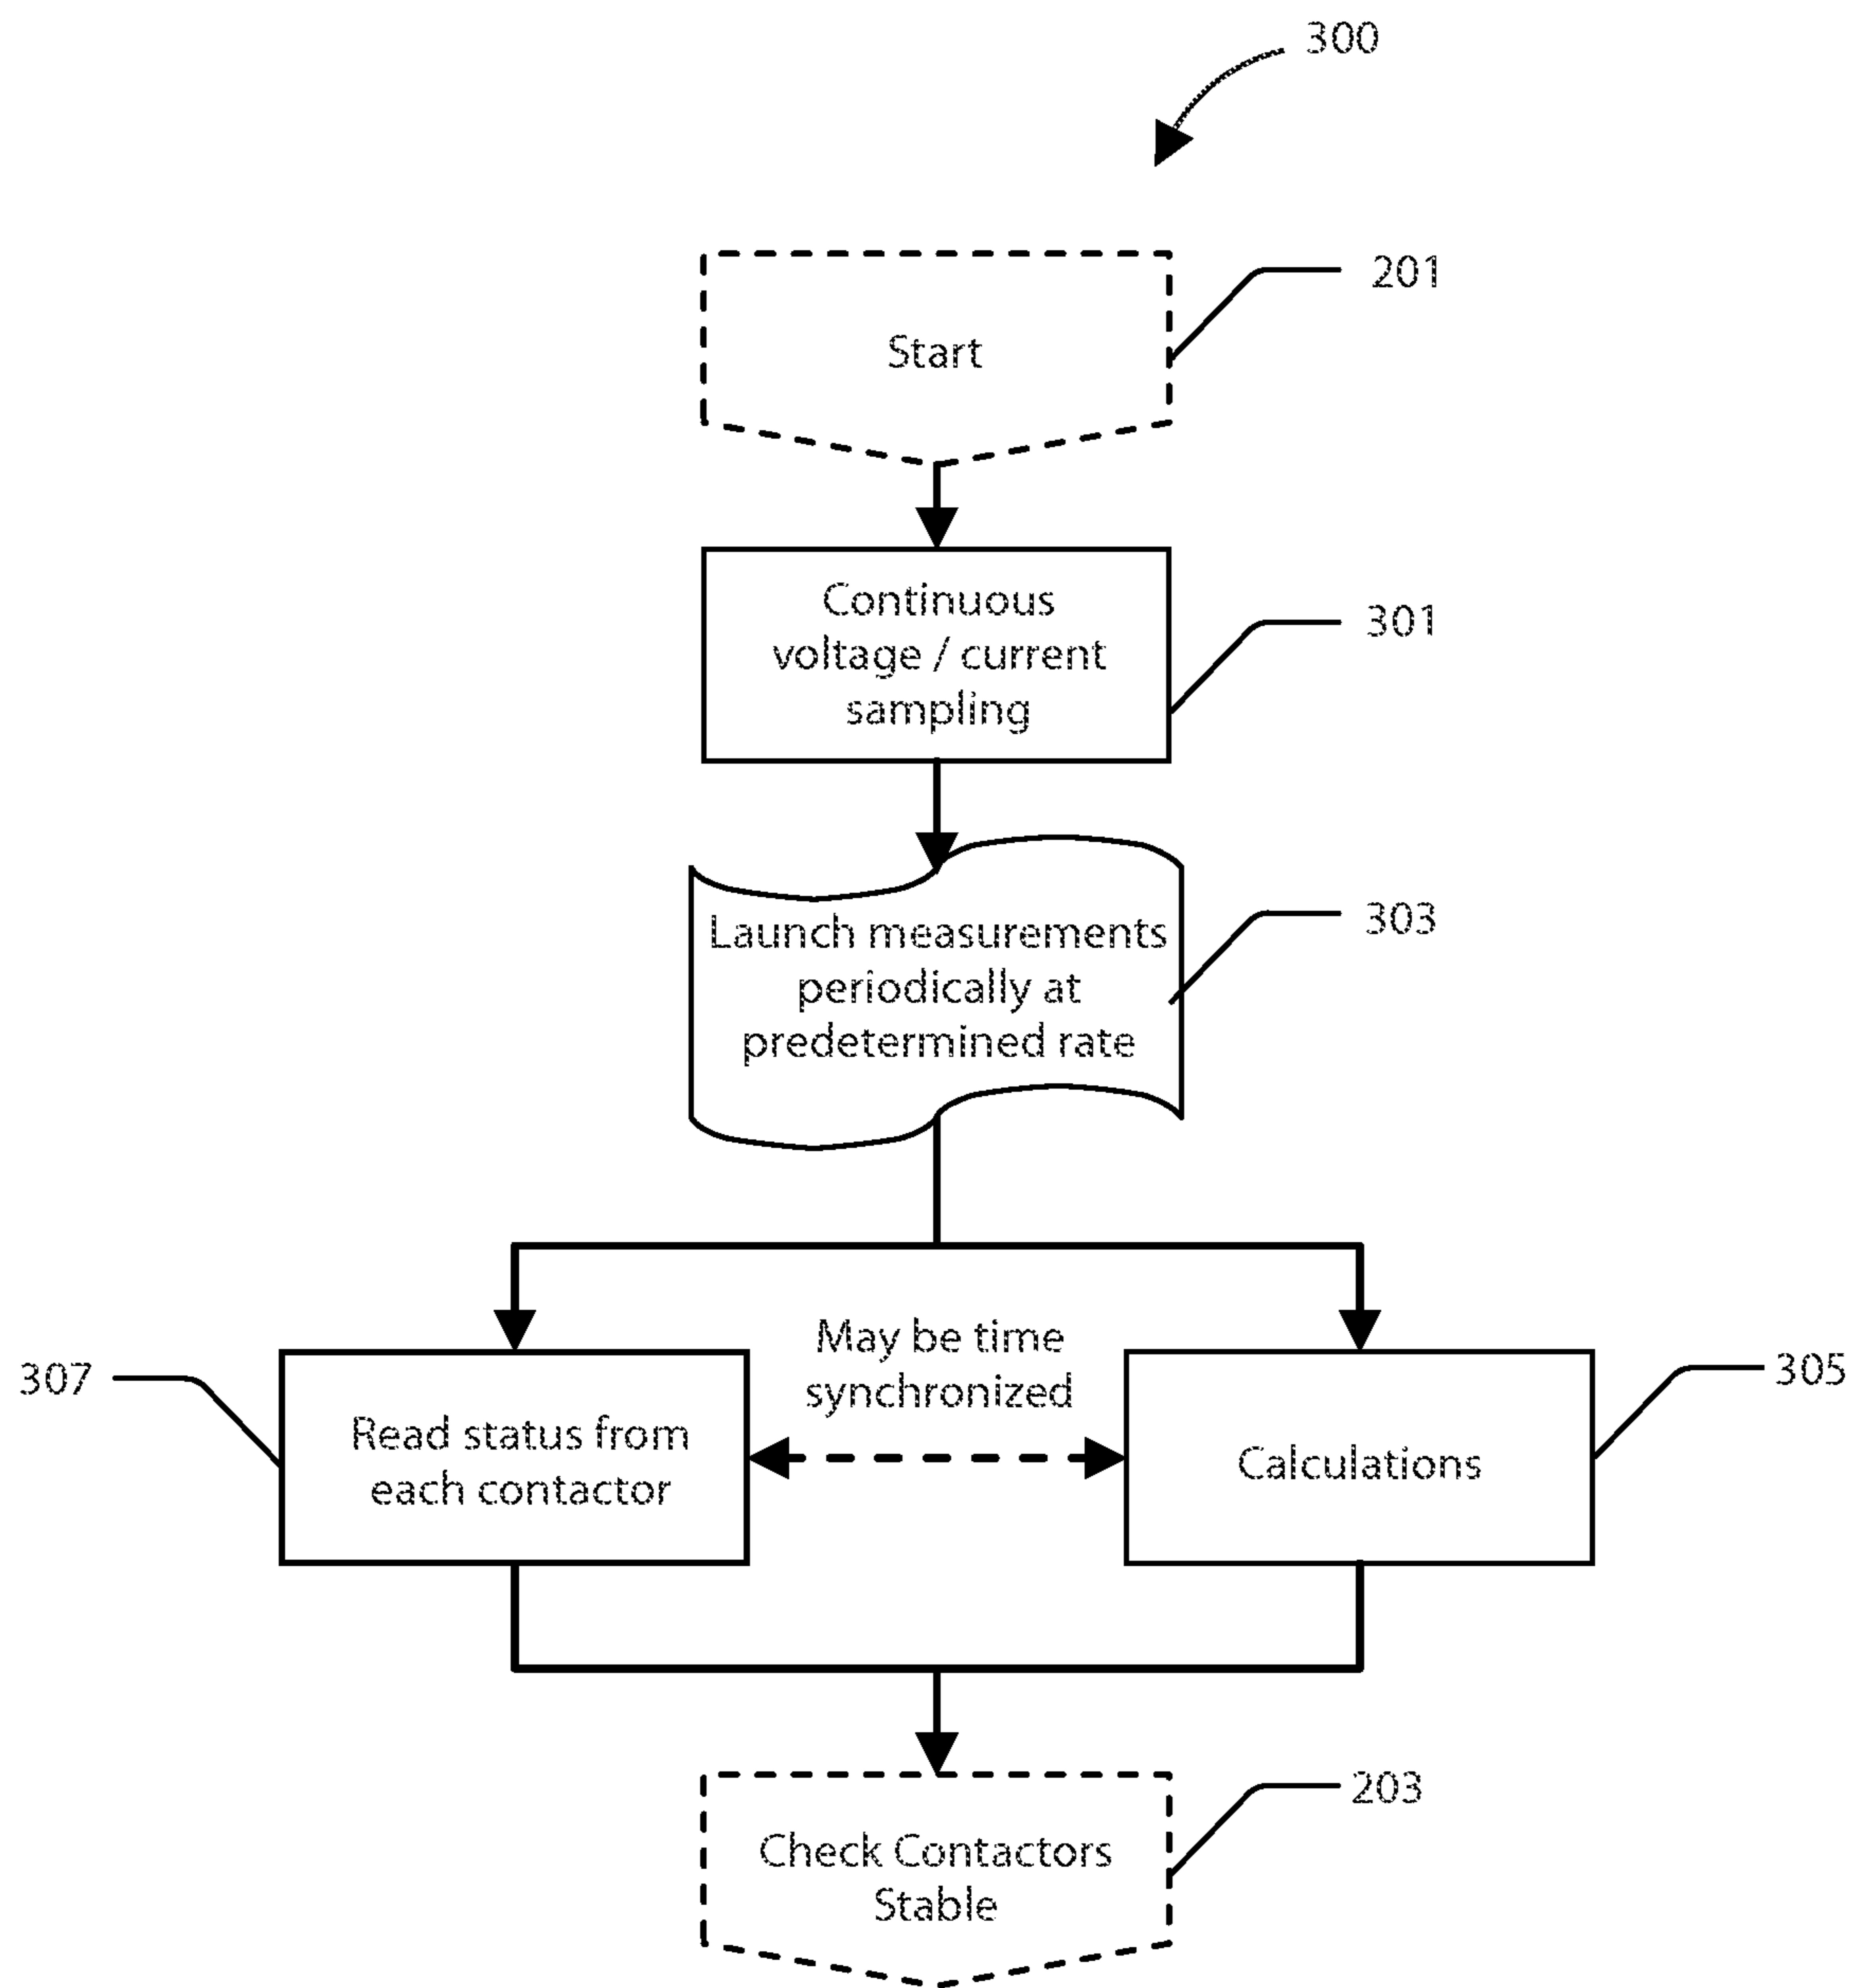 300
201
Start
Continuous
voltage / current
sampling
301
Launch measurements
periodically at
predetermined rate
303
May be time
synchronized
307
Read status from
each contactor
305
Calculations
203
Check Contactors
Stable